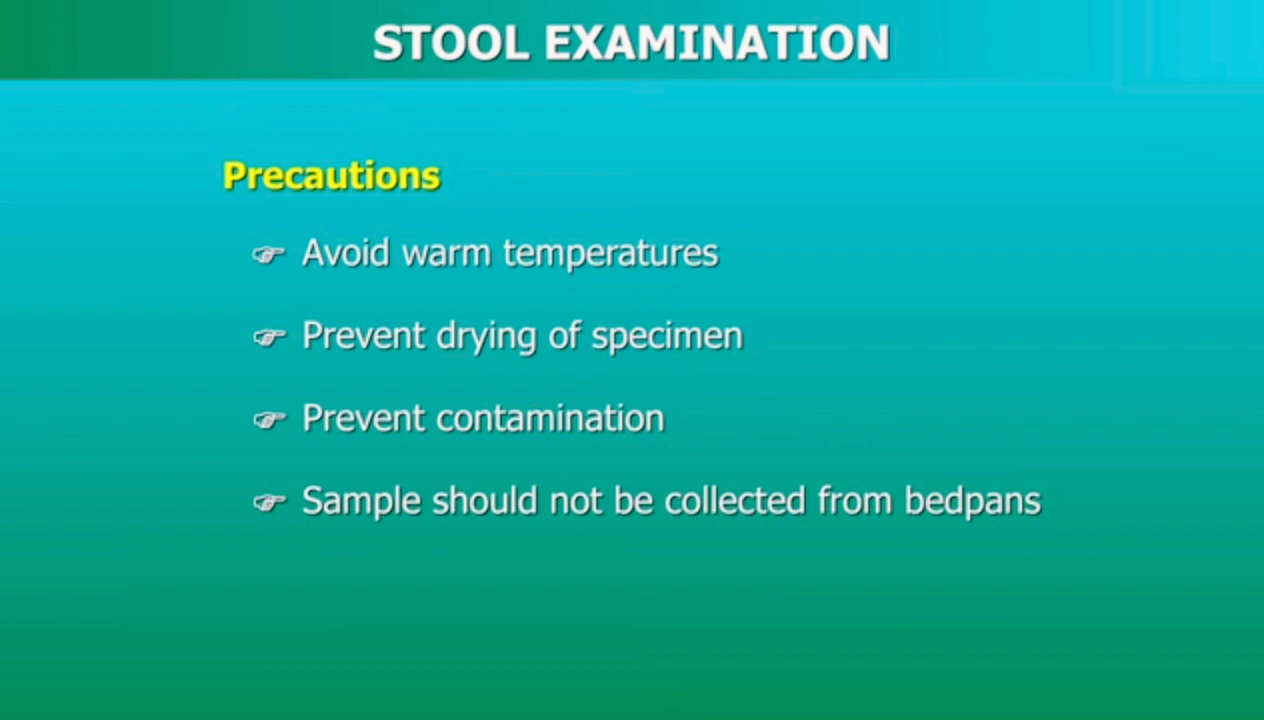 STOOL EXAMINATION
Precautions
☞ Avoid warm temperatures
☞ Prevent drying of specimen
☞ Prevent contamination
☞ Sample should not be collected from bedpans